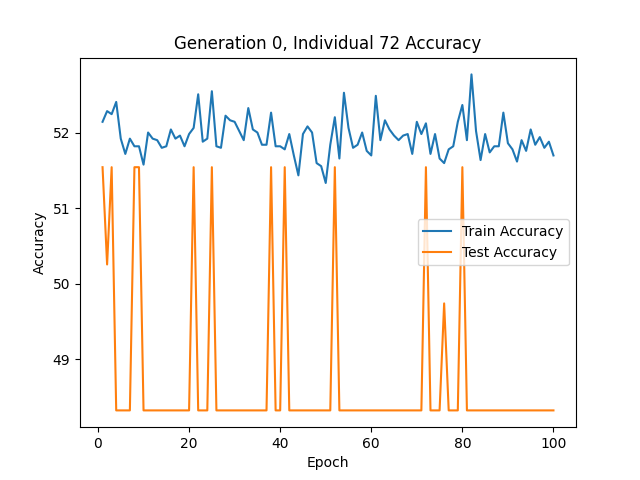 Generation 0, Individual 72 Accuracy
52
51
50
49
Accuracy
Train Accuracy
Test Accuracy
0 20 40 60 80 100
Epoch